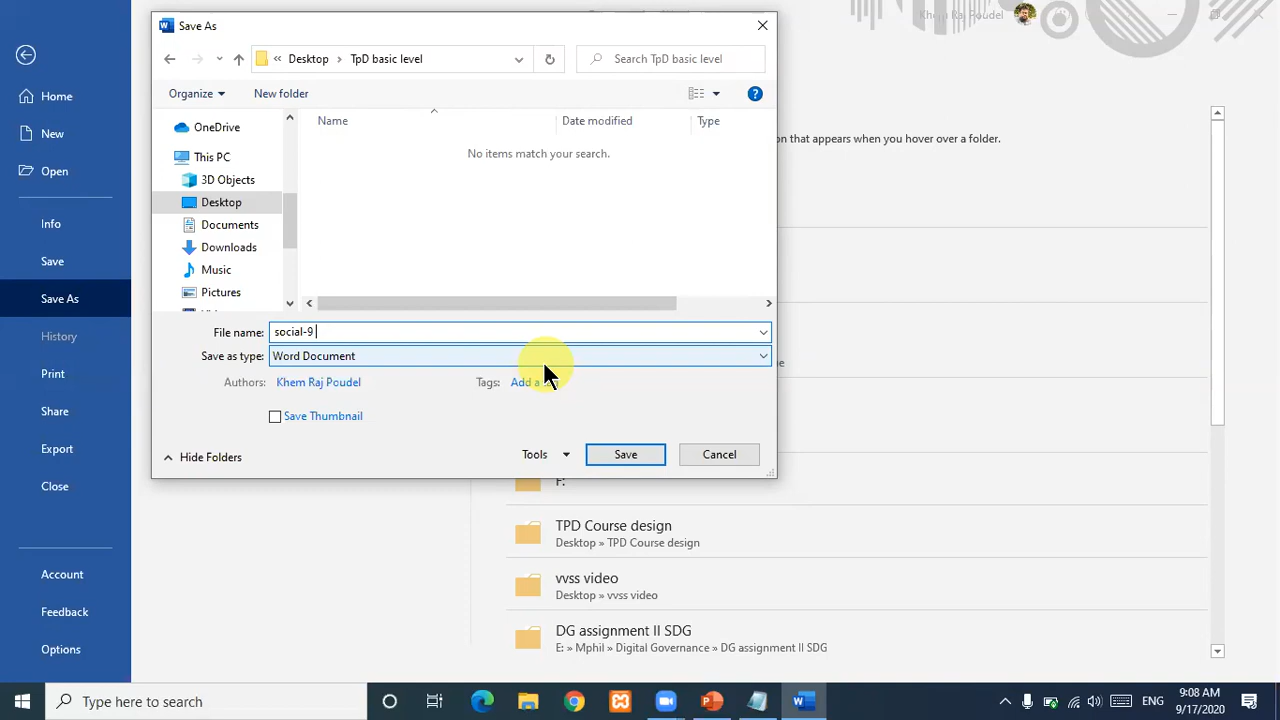 Save As
Khem Raj Poudel
Desktop
TpD basic level
Search TpD basic level
Organize
New folder
Home
New
Open
Info
Save
Save As
History
Print
Share
Export
Close
Account
Feedback
Options
OneDrive
This PC
3D Objects
Desktop
Documents
Downloads
Music
Pictures
Name
Date modified
Type
No items match your search.
on that appears when you hover over a folder.
File name:
social-9
Save as type:
Word Document
Authors:
Khem Raj Poudel
Tags:
Add a tag
Save Thumbnail
Hide Folders
Tools
Save
Cancel
F:
TPD Course design
Desktop » TPD Course design
vvss video
Desktop » vvss video
DG assignment II SDG
E: » Mphil » Digital Governance » DG assignment II SDG
Type here to search
ENG
9:08 AM
9/17/2020